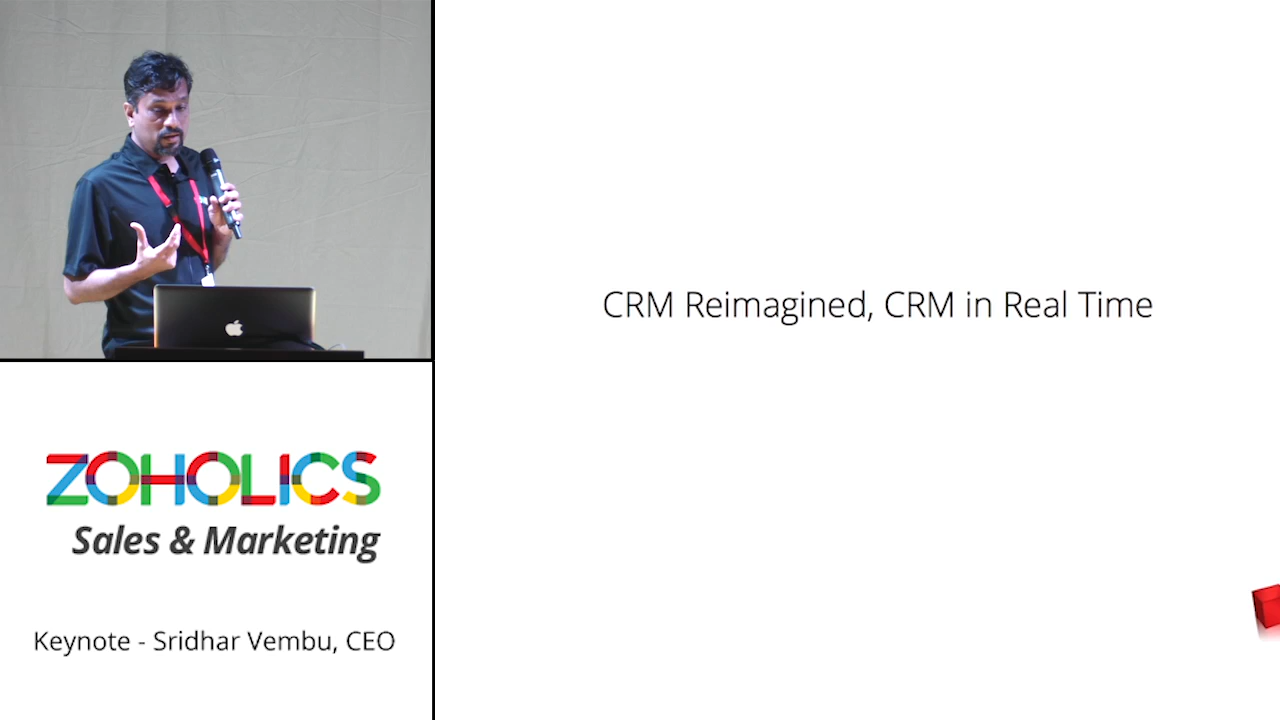 CRM Reimagined, CRM in Real Time
ZOHOLICS
Sales & Marketing
Keynote - Sridhar Vembu, CEO